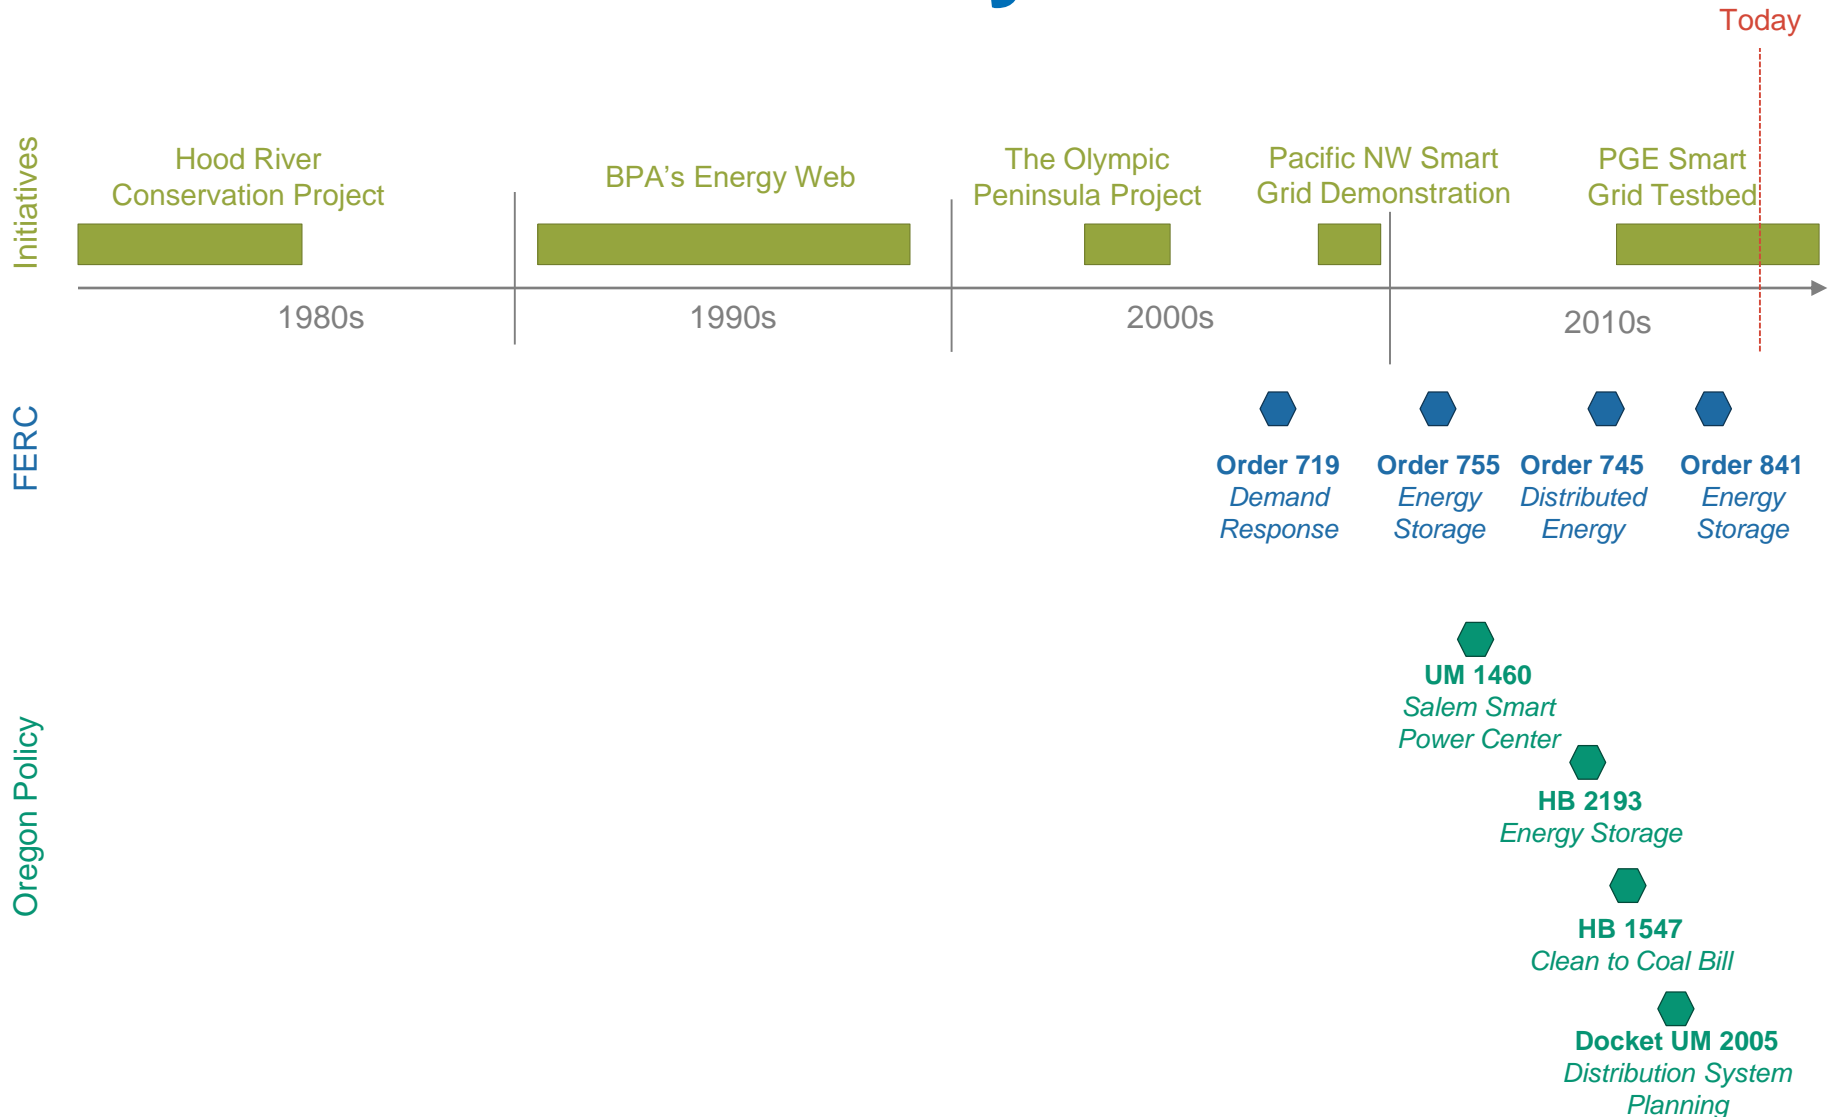 Today
Initiatives
Hood River
Conservation Project
BPA's Energy Web
The Olympic
Peninsula Project
Pacific NW Smart
Grid Demonstration
PGE Smart
Grid Testbed
1980s
1990s
2000s
2010s
FERC
Order 719
Demand
Response
Order 755
Energy
Storage
Order 745
Distributed
Energy
Order 841
Energy
Storage
Oregon Policy
UM 1460
Salem Smart
Power Center
HB 2193
Energy Storage
HB 1547
Clean to Coal Bill
Docket UM 2005
Distribution System
Planning